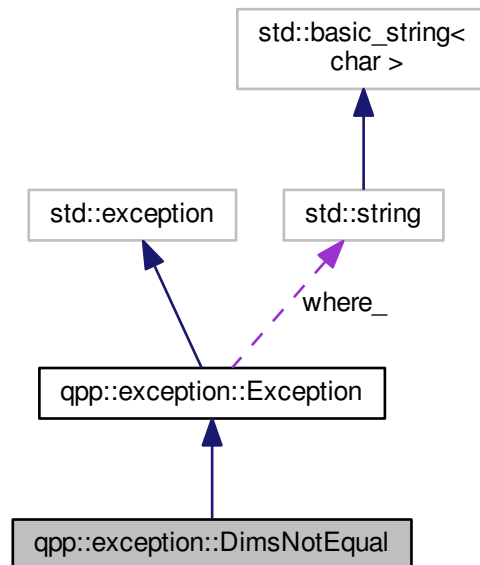 std::basic_string<
char >
std::exception
std::string
where_
qpp::exception::Exception
qpp::exception::DimsNotEqual